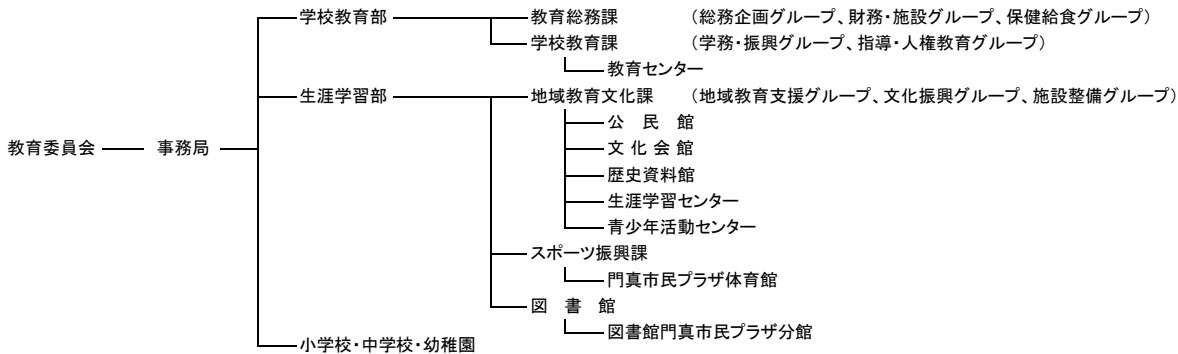 学校教育部 教育総務課 (総務企画グループ、財務・施設グループ、保健給食グループ)
学校教育課 (学務・振興グループ、指導・人権教育グループ)
教育センター
生涯学習部 地域教育文化課 (地域教育支援グループ、文化振興グループ、施設整備グループ)
公 民 館
教育委員会 事務局 文 化 会 館
歴史資料館
生涯学習センター
青少年活動センター
スポーツ振興課
門真市民プラザ体育館
図 書 館
図書館門真市民プラザ分館
小学校・中学校・幼稚園